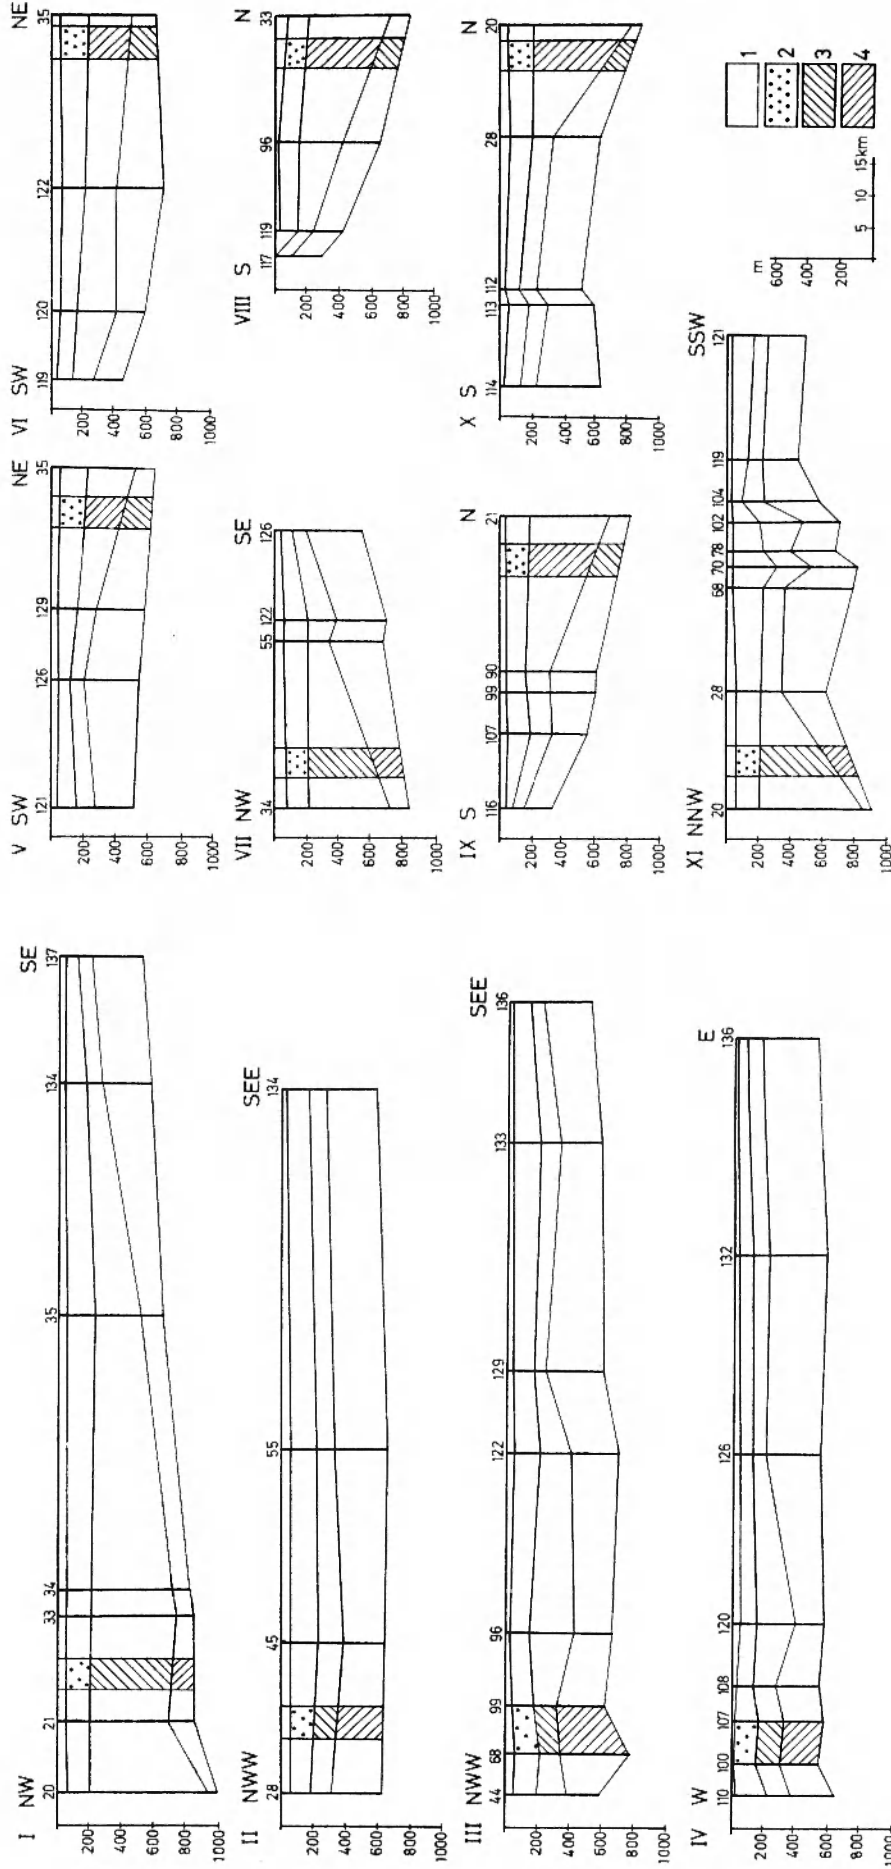 I NW
SE
20 21 33 34 35 134 137
200
400
600
800
1000
II NWW
SEE
28 45 55 134
200
400
600
800
1000
III NWW
SEE
44 68 99 96 122 129 133 136
200
400
600
800
1000
IV W
E
110 100 107 108 120 126 132 136
200
400
600
800
1000
V SW
NE
121 126 129 35
200
400
600
800
1000
VI SW
NE
119 120 122 35
200
400
600
800
1000
VII NW
SE
34 55 122 126
200
400
600
800
1000
VIII S
N
117 119 96 33
200
400
600
800
1000
IX S
N
116 107 99 90 21
200
400
600
800
1000
X S
N
114 113 112 28 20
200
400
600
800
1000
XI NNW
SSW
20 28 68 70 78 102 104 119 121
200
400
600
800
1000
m
600
400
200
5 10 15km
1
2
3
4